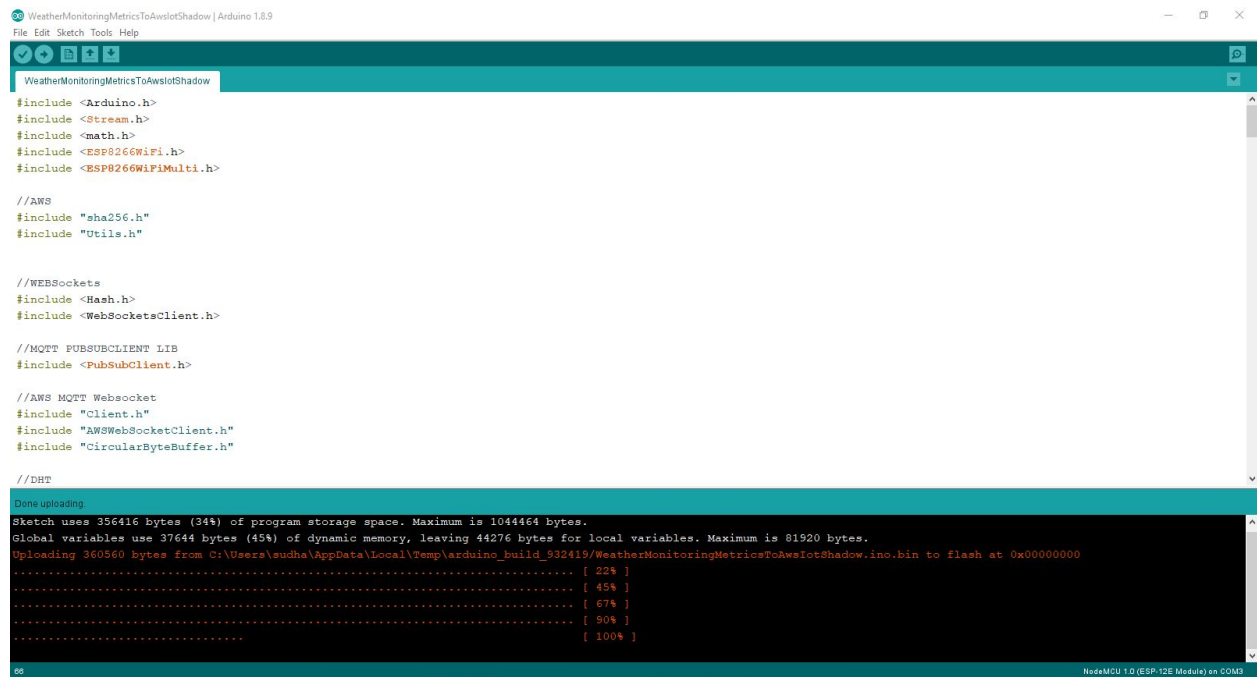 WeatherMonitoringMetricsToAwsIotShadow | Arduino 1.8.9
File Edit Sketch Tools Help
WeatherMonitoringMetricsToAwsIotShadow
#include <Arduino.h>
#include <Stream.h>
#include <math.h>
#include <ESP8266WiFi.h>
#include <ESP8266WiFiMulti.h>
//AWS
#include "sha256.h"
#include "Utils.h"
//WEBSockets
#include <Hash.h>
#include <WebSocketsClient.h>
//MQTT PUBSUBCLIENT LIB
#include <PubSubClient.h>
//AWS MQTT Websocket
#include "Client.h"
#include "AWSWebSocketClient.h"
#include "CircularByteBuffer.h"
//DHT
Done uploading.
Sketch uses 356416 bytes (34%) of program storage space. Maximum is 1044464 bytes.
Global variables use 37644 bytes (45%) of dynamic memory, leaving 44276 bytes for local variables. Maximum is 81920 bytes.
Uploading 360560 bytes from C:\Users\sudha\AppData\Local\Temp\arduino_build_932419/WeatherMonitoringMetricsToAwsIotShadow.ino.bin to flash at 0x00000000
................................................................................ [ 22% ]
................................................................................ [ 45% ]
................................................................................ [ 67% ]
................................................................................ [ 90% ]
................................. [ 100% ]
66
NodeMCU 1.0 (ESP-12E Module) on COM3